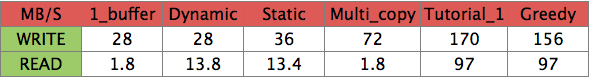 MB/S 1_buffer Dynamic Static Multi_copy Tutorial_1 Greedy
WRITE 28 28 36 72 170 156
READ 1.8 13.8 13.4 1.8 97 97